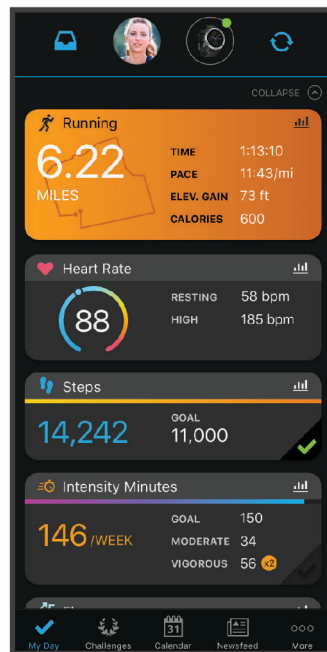 COLLAPSE
Running
6.22
MILES
TIME 1:13:10
PACE 11:43/mi
ELEV. GAIN 73 ft
CALORIES 600
Heart Rate
88
RESTING 58 bpm
HIGH 185 bpm
Steps
14,242
GOAL
11,000
Intensity Minutes
146 /WEEK
GOAL 150
MODERATE 34
VIGOROUS 56 x2
31
My Day Challenges Calendar Newsfeed More